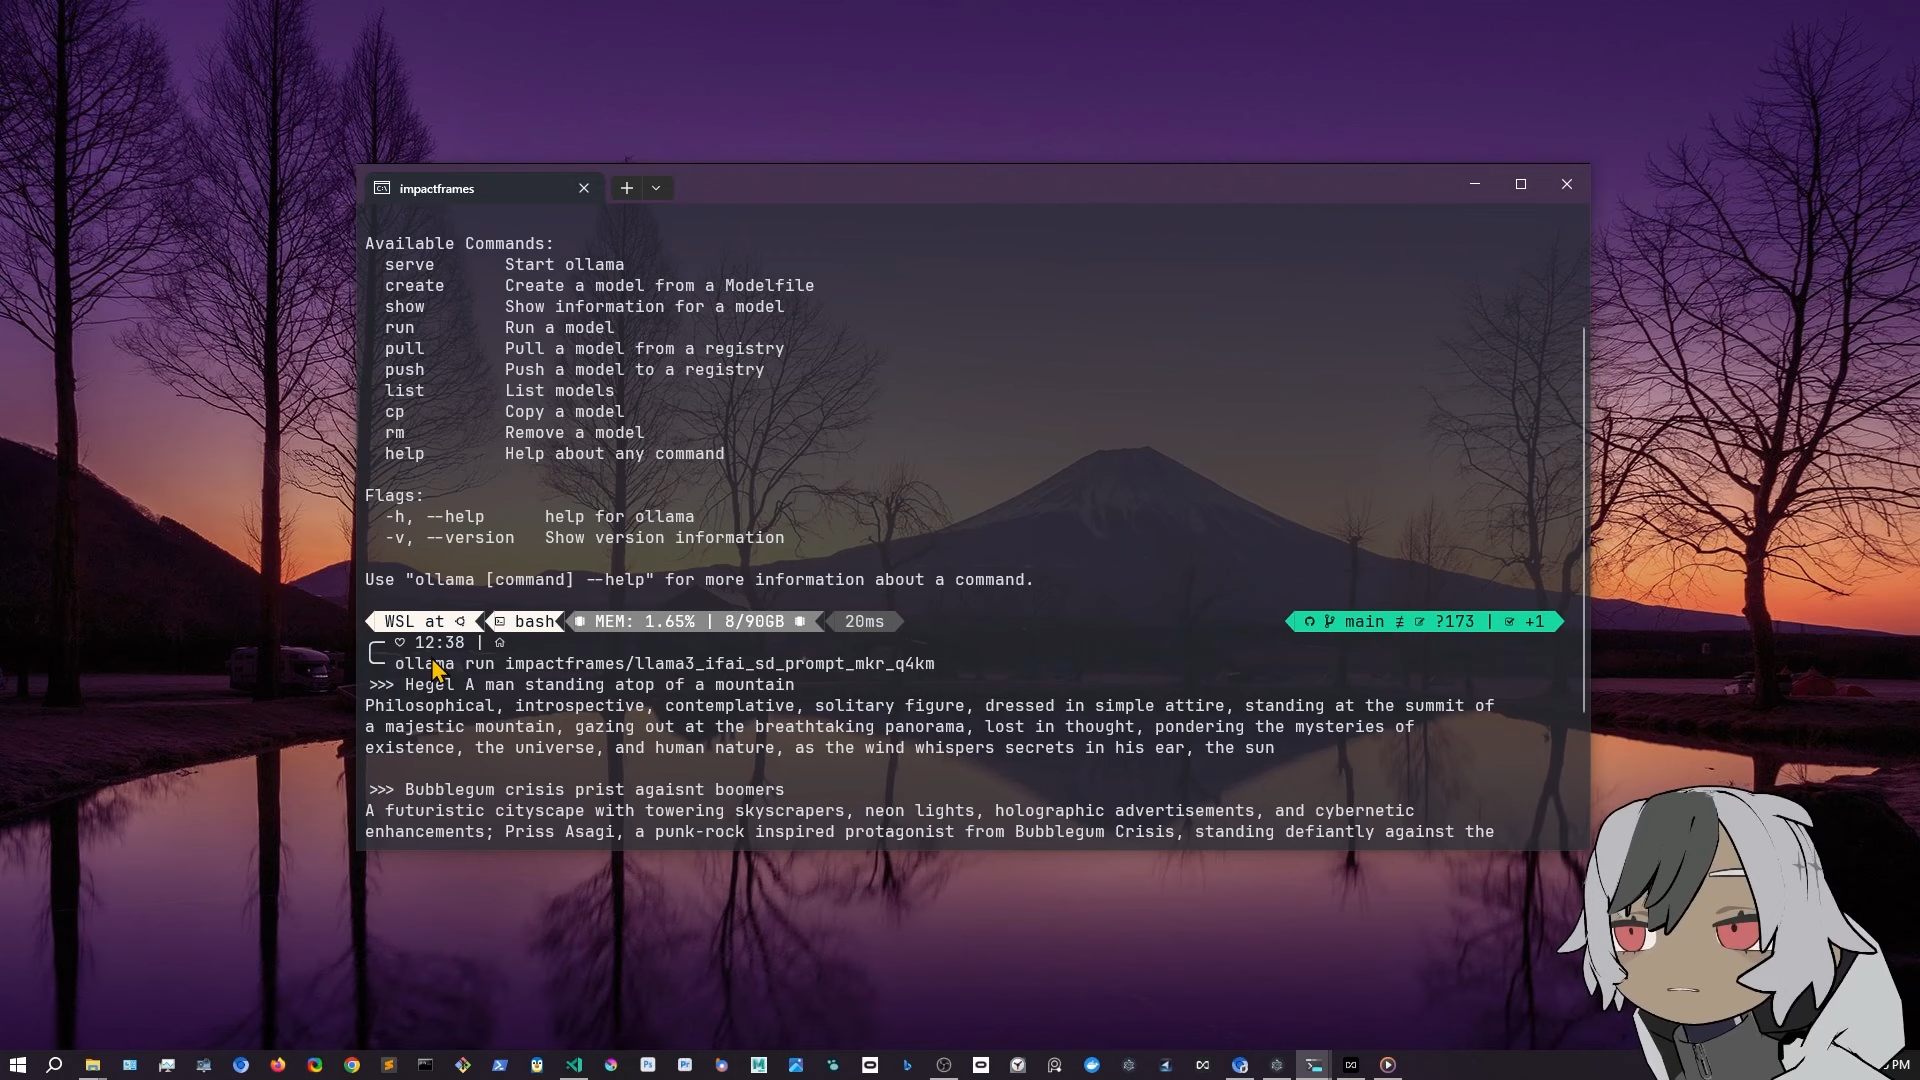 impactframes
Available Commands:
serve Start ollama
create Create a model from a Modelfile
show Show information for a model
run Run a model
pull Pull a model from a registry
push Push a model to a registry
list List models
cp Copy a model
rm Remove a model
help Help about any command
Flags:
-h, --help help for ollama
-v, --version Show version information
Use "ollama [command] --help" for more information about a command.
WSL at bash MEM: 1.65% | 8/90GB 20ms main ≢ ?173 | +1
♡ 12:38 |
ollama run impactframes/llama3_ifai_sd_prompt_mkr_q4km
>>> Hegel A man standing atop of a mountain
Philosophical, introspective, contemplative, solitary figure, dressed in simple attire, standing at the summit of
a majestic mountain, gazing out at the breathtaking panorama, lost in thought, pondering the mysteries of
existence, the universe, and human nature, as the wind whispers secrets in his ear, the sun
>>> Bubblegum crisis prist agaisnt boomers
A futuristic cityscape with towering skyscrapers, neon lights, holographic advertisements, and cybernetic
enhancements; Priss Asagi, a punk-rock inspired protagonist from Bubblegum Crisis, standing defiantly against the
PM